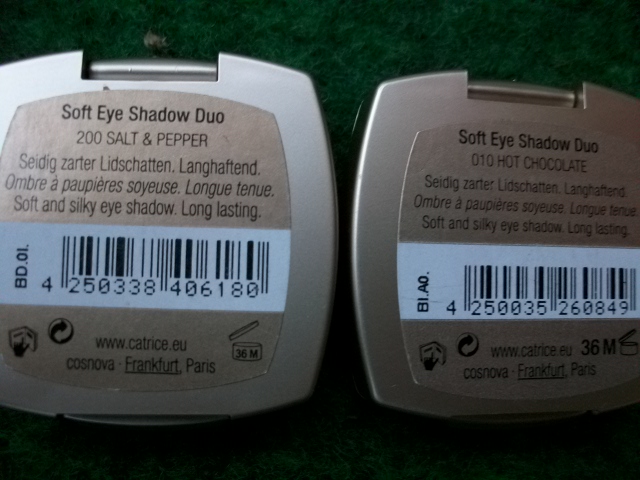 Soft Eye Shadow Duo
200 SALT & PEPPER
Seidig zarter Lidschatten. Langhaftend.
Ombre à paupières soyeuse. Longue tenue.
Soft and silky eye shadow. Long lasting.
BD.01.
4 250338 406180
www.catrice.eu
36 M
cosnova · Frankfurt, Paris
Soft Eye Shadow Duo
010 HOT CHOCOLATE
Seidig zarter Lidschatten. Langhaftend.
Ombre à paupières soyeuse. Longue tenue.
Soft and silky eye shadow. Long lasting.
BI.A0.
4 250035 260849
www.catrice.eu 36 M
cosnova · Frankfurt, Paris